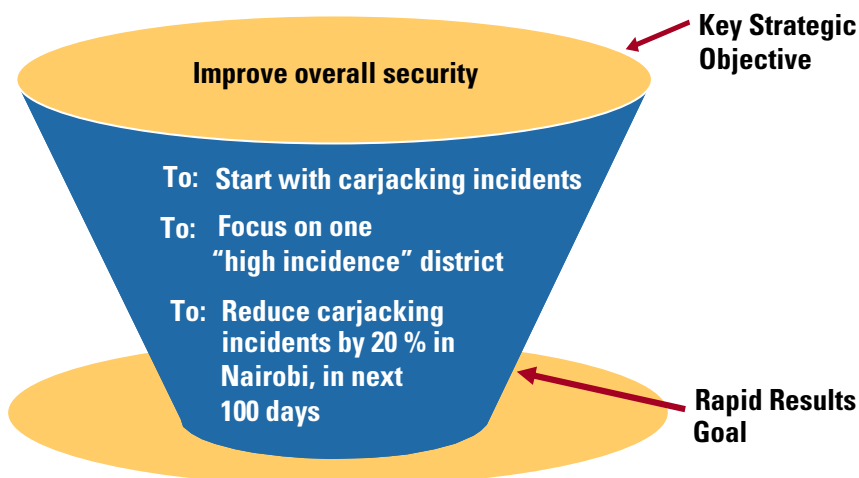 Key Strategic
Objective
Improve overall security
To: Start with carjacking incidents
To: Focus on one
“high incidence” district
To: Reduce carjacking
incidents by 20 % in
Nairobi, in next
100 days
Rapid Results
Goal